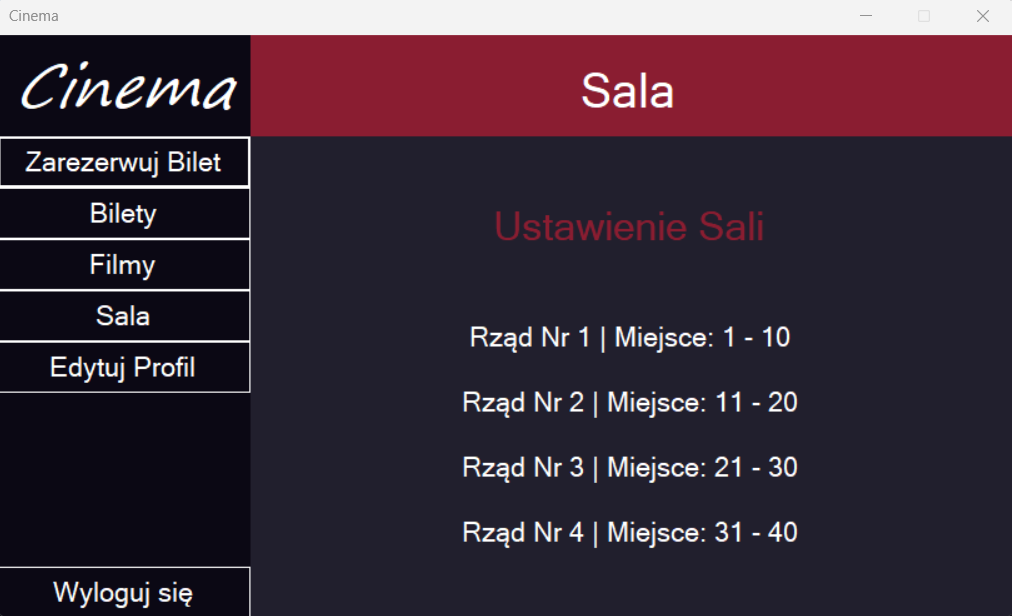 Cinema
Cinema
Sala
Zarezerwuj Bilet
Bilety
Filmy
Sala
Edytuj Profil
Wyloguj się
Ustawienie Sali
Rząd Nr 1 | Miejsce: 1 - 10
Rząd Nr 2 | Miejsce: 11 - 20
Rząd Nr 3 | Miejsce: 21 - 30
Rząd Nr 4 | Miejsce: 31 - 40